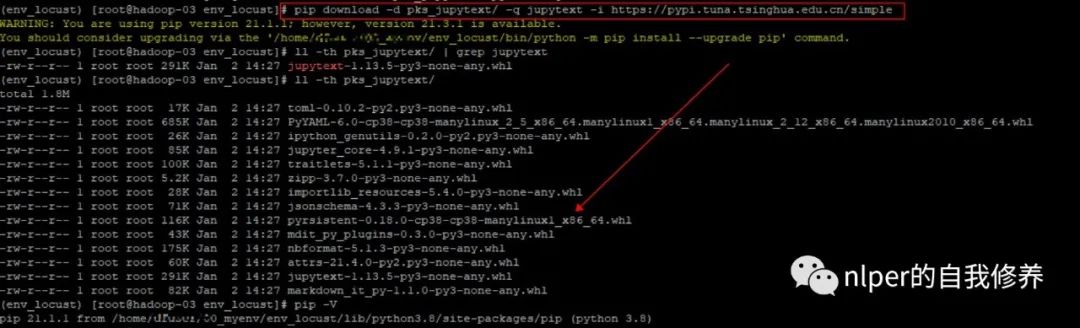 (env_locust) [root@hadoop-03 env_locust]# pip download -d pks_jupytext/ -q jupytext -i https://pypi.tuna.tsinghua.edu.cn/simple
WARNING: You are using pip version 21.1.1; however, version 21.3.1 is available.
You should consider upgrading via the '/home/ _myenv/env_locust/bin/python -m pip install --upgrade pip' command.
(env_locust) [root@hadoop-03 env_locust]# ll -th pks_jupytext/ | grep jupytext
-rw-r--r-- 1 root root 291K Jan 2 14:27 jupytext-1.13.5-py3-none-any.whl
(env_locust) [root@hadoop-03 env_locust]# ll -th pks_jupytext/
total 1.8M
-rw-r--r-- 1 root root 17K Jan 2 14:27 toml-0.10.2-py2.py3-none-any.whl
-rw-r--r-- 1 root root 685K Jan 2 14:27 PyYAML-6.0-cp38-cp38-manylinux_2_5_x86_64.manylinux1_x86_64.manylinux_2_12_x86_64.manylinux2010_x86_64.whl
-rw-r--r-- 1 root root 26K Jan 2 14:27 ipython_genutils-0.2.0-py2.py3-none-any.whl
-rw-r--r-- 1 root root 85K Jan 2 14:27 jupyter_core-4.9.1-py3-none-any.whl
-rw-r--r-- 1 root root 100K Jan 2 14:27 traitlets-5.1.1-py3-none-any.whl
-rw-r--r-- 1 root root 5.2K Jan 2 14:27 zipp-3.7.0-py3-none-any.whl
-rw-r--r-- 1 root root 28K Jan 2 14:27 importlib_resources-5.4.0-py3-none-any.whl
-rw-r--r-- 1 root root 71K Jan 2 14:27 jsonschema-4.3.3-py3-none-any.whl
-rw-r--r-- 1 root root 116K Jan 2 14:27 pyrsistent-0.18.0-cp38-cp38-manylinux1_x86_64.whl
-rw-r--r-- 1 root root 43K Jan 2 14:27 mdit_py_plugins-0.3.0-py3-none-any.whl
-rw-r--r-- 1 root root 175K Jan 2 14:27 nbformat-5.1.3-py3-none-any.whl
-rw-r--r-- 1 root root 60K Jan 2 14:27 attrs-21.4.0-py2.py3-none-any.whl
-rw-r--r-- 1 root root 291K Jan 2 14:27 jupytext-1.13.5-py3-none-any.whl
-rw-r--r-- 1 root root 82K Jan 2 14:27 markdown_it_py-1.1.0-py3-none-any.whl
(env_locust) [root@hadoop-03 env_locust]# pip -V
pip 21.1.1 from /home/ _myenv/env_locust/lib/python3.8/site-packages/pip (python 3.8)
nlper的自我修养